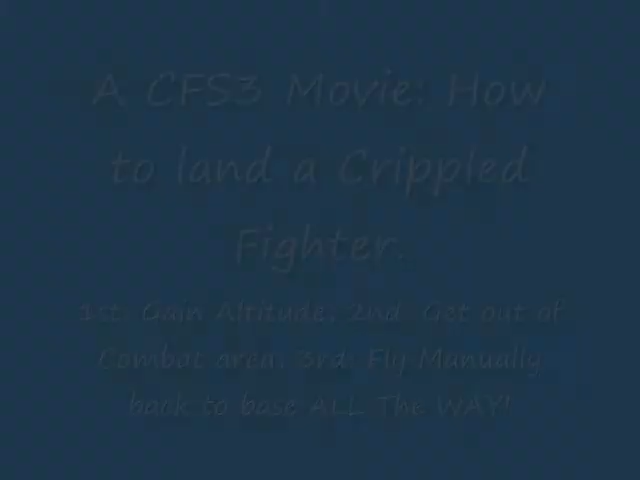 A CFS3 Movie: How
to land a Crippled
Fighter.
1st: Gain Altitude, 2nd: Get out of
Combat area, 3rd: Fly Manually
back to base ALL The WAY!